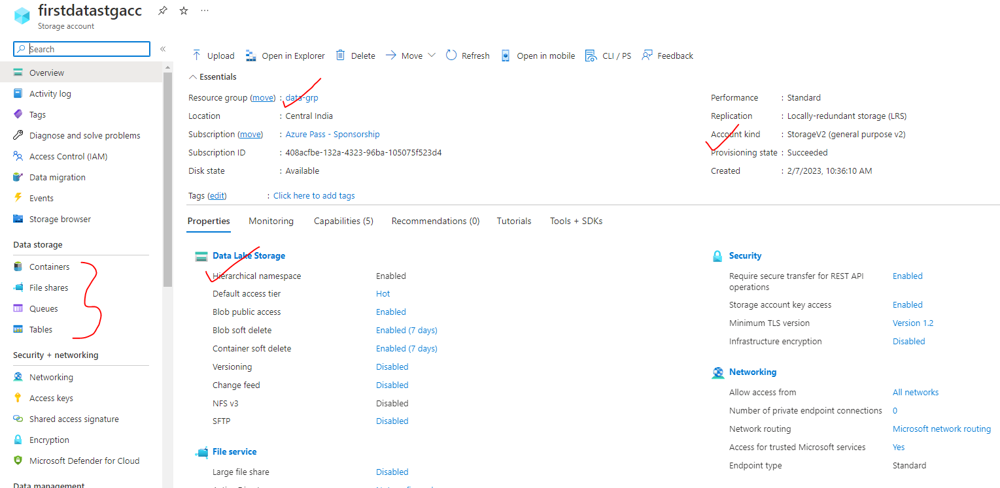 firstdatastgacc
Storage account
Search
Overview
Activity log
Tags
Diagnose and solve problems
Access Control (IAM)
Data migration
Events
Storage browser
Data storage
Containers
File shares
Queues
Tables
Security + networking
Networking
Access keys
Shared access signature
Encryption
Microsoft Defender for Cloud
Data management
Upload Open in Explorer Delete Move Refresh Open in mobile CLI / PS Feedback
Essentials
Resource group (move) : data-grp
Location : Central India
Subscription (move) : Azure Pass - Sponsorship
Subscription ID : 408acfbe-132a-4323-96ba-105075f523d4
Disk state : Available
Tags (edit) : Click here to add tags
Performance : Standard
Replication : Locally-redundant storage (LRS)
Account kind : StorageV2 (general purpose v2)
Provisioning state : Succeeded
Created : 2/7/2023, 10:36:10 AM
Properties Monitoring Capabilities (5) Recommendations (0) Tutorials Tools + SDKs
Data Lake Storage
Hierarchical namespace Enabled
Default access tier Hot
Blob public access Enabled
Blob soft delete Enabled (7 days)
Container soft delete Enabled (7 days)
Versioning Disabled
Change feed Disabled
NFS v3 Disabled
SFTP Disabled
File service
Large file share Disabled
Security
Require secure transfer for REST API Enabled
operations
Storage account key access Enabled
Minimum TLS version Version 1.2
Infrastructure encryption Disabled
Networking
Allow access from All networks
Number of private endpoint connections 0
Network routing Microsoft network routing
Access for trusted Microsoft services Yes
Endpoint type Standard